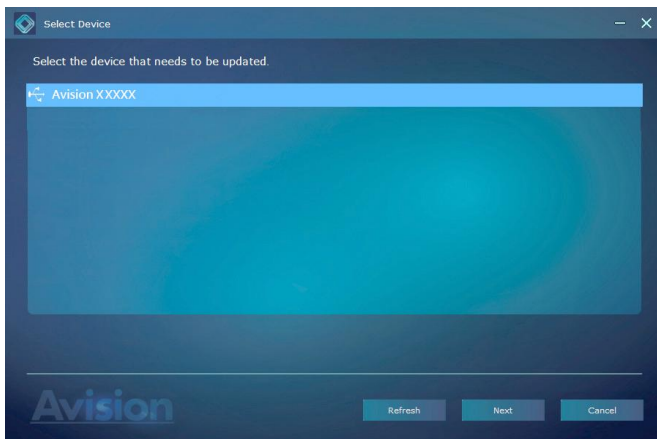 Select Device
Select the device that needs to be updated.
Avision XXXXX
Avision
Refresh Next Cancel